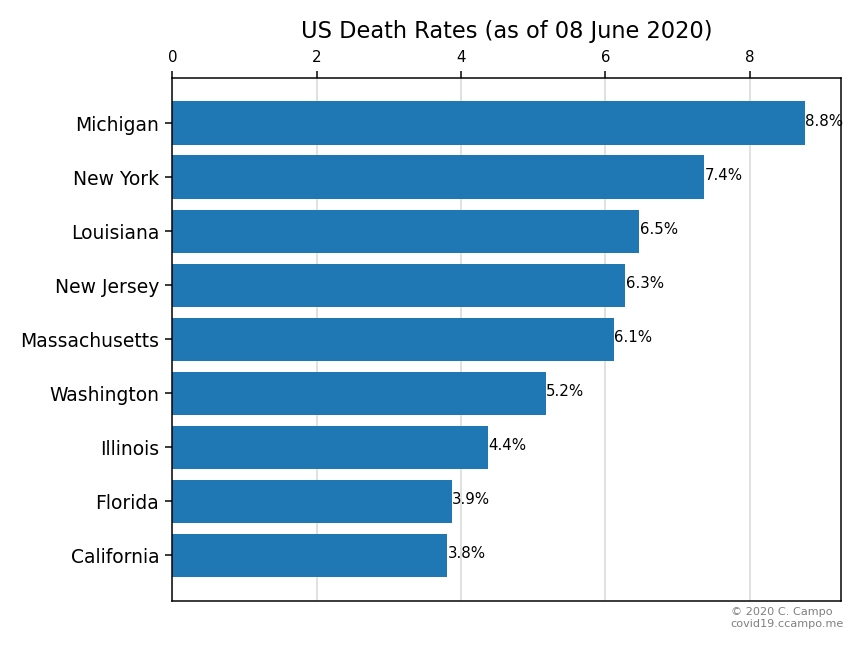 US Death Rates (as of 08 June 2020)
0 2 4 6 8
Michigan 8.8%
New York 7.4%
Louisiana 6.5%
New Jersey 6.3%
Massachusetts 6.1%
Washington 5.2%
Illinois 4.4%
Florida 3.9%
California 3.8%
© 2020 C. Campo
covid19.ccampo.me